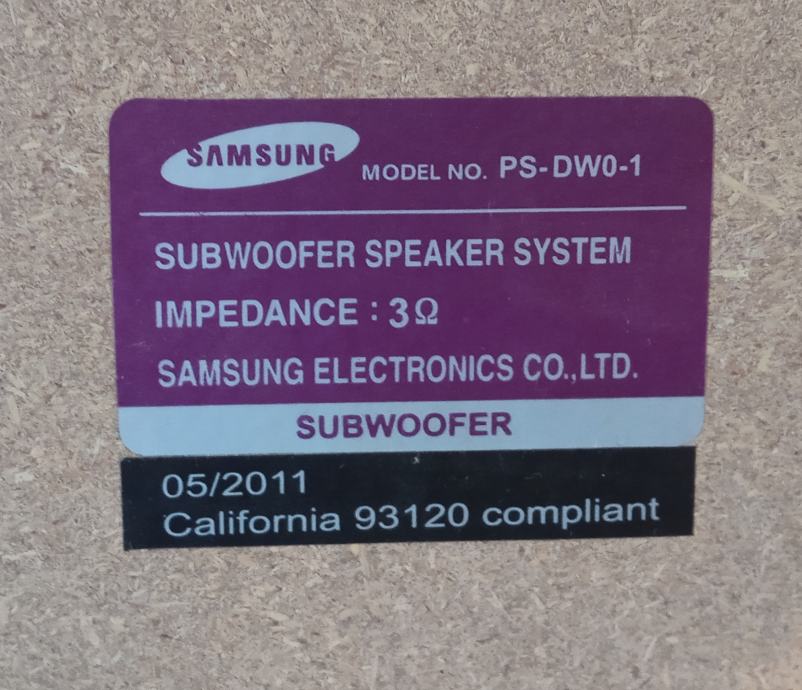 SAMSUNG MODEL NO. PS-DW0-1
SUBWOOFER SPEAKER SYSTEM
IMPEDANCE : 3Ω
SAMSUNG ELECTRONICS CO.,LTD.
SUBWOOFER
05/2011
California 93120 compliant